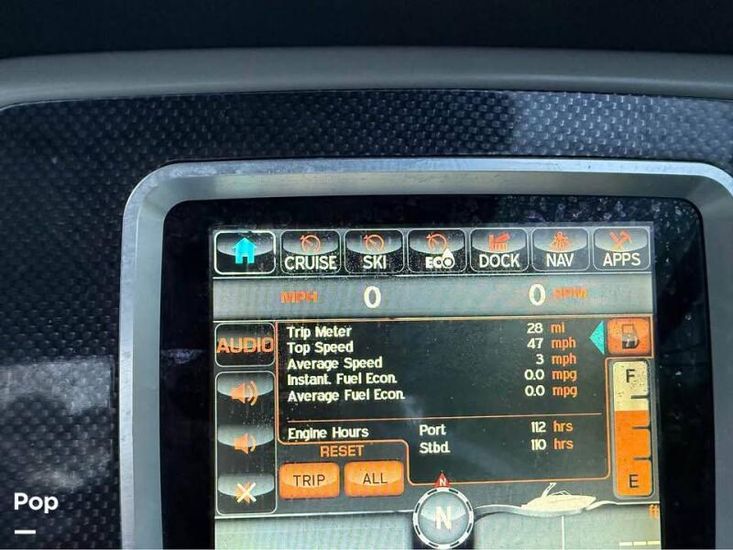 CRUISE SKI ECO DOCK NAV APPS
MPH 0 0 RPM
AUDIO
Trip Meter 28 mi
Top Speed 47 mph
Average Speed 3 mph
Instant. Fuel Econ. 0.0 mpg
Average Fuel Econ. 0.0 mpg
F
Engine Hours Port 112 hrs
Stbd. 110 hrs
RESET
TRIP ALL
E
N
N
ft
Pop